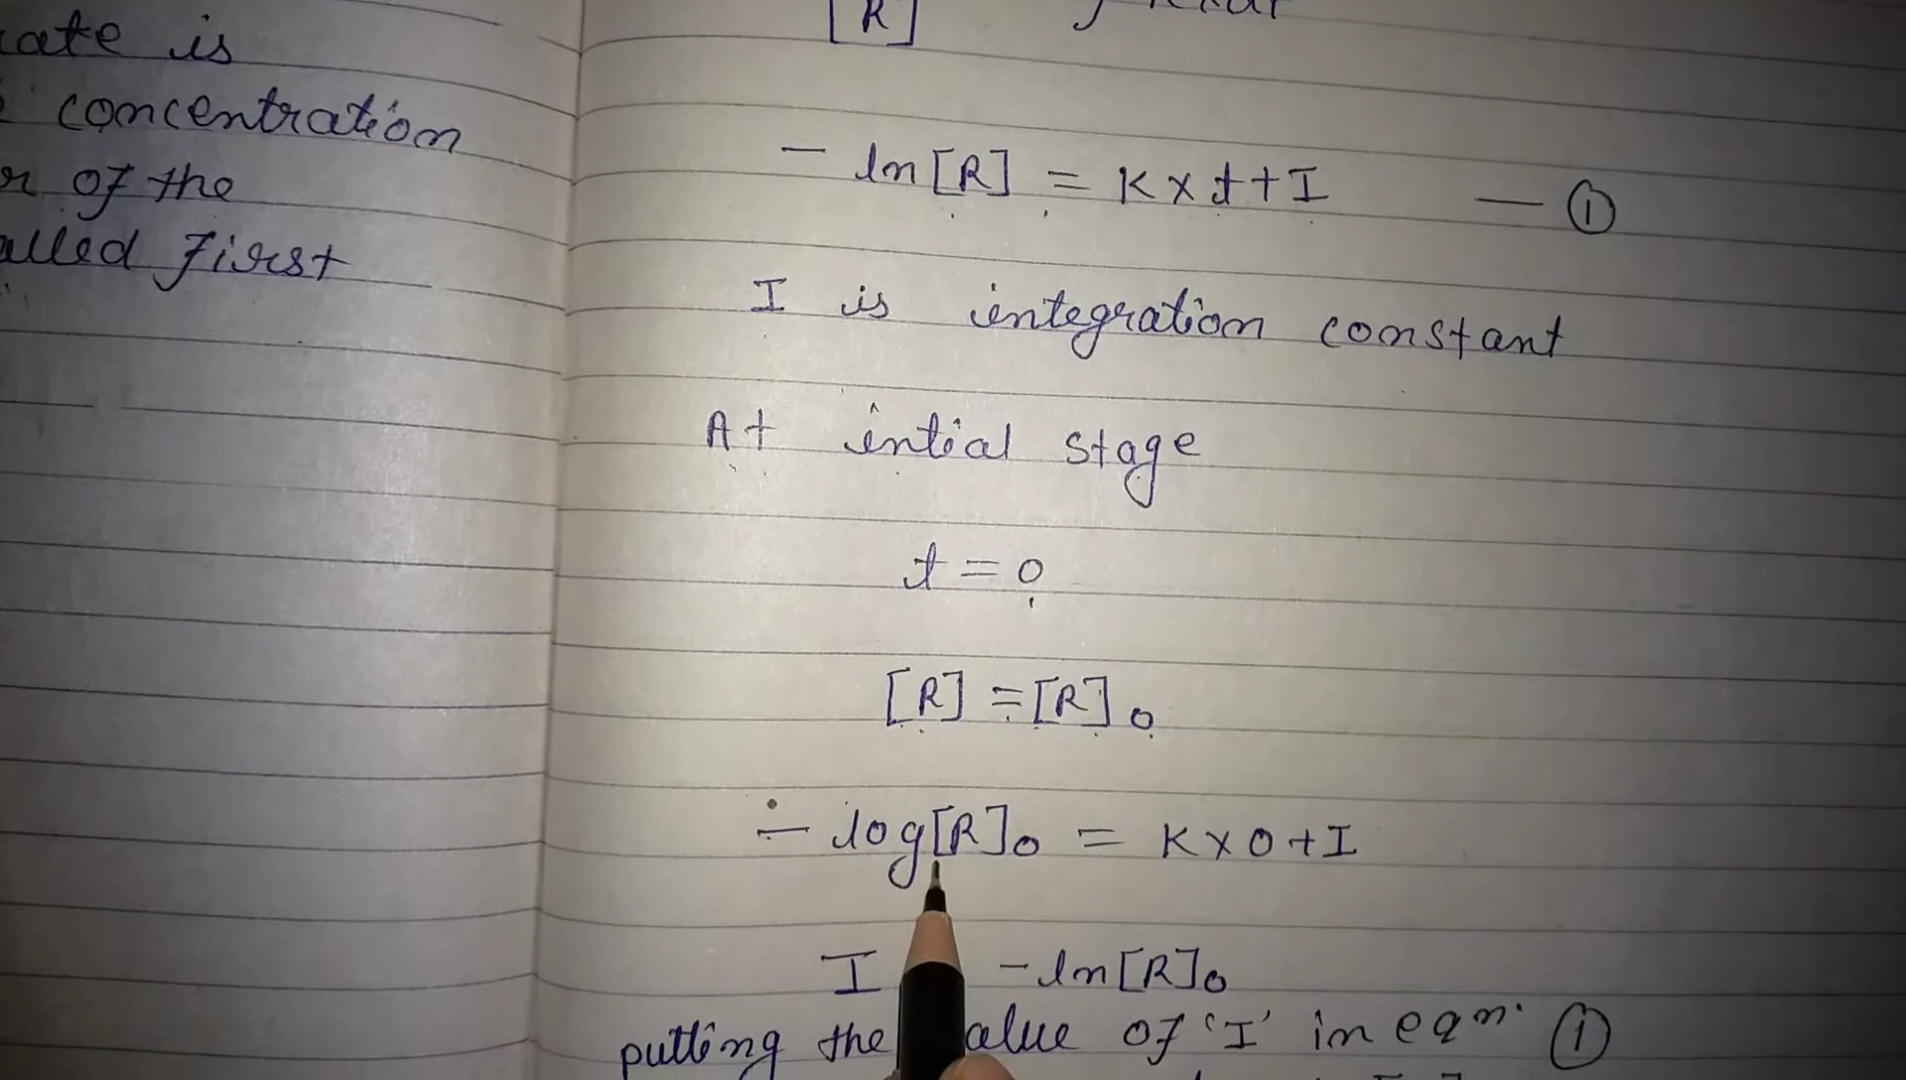 ate is
concentration
of the
First
[R]
- ln[R] = K x t + I — ①
I is integration constant
At intial stage
t = 0
[R] = [R]₀
- log[R]₀ = K x 0 + I
I - ln[R]₀
putting the alue of 'I' in eqn. ①